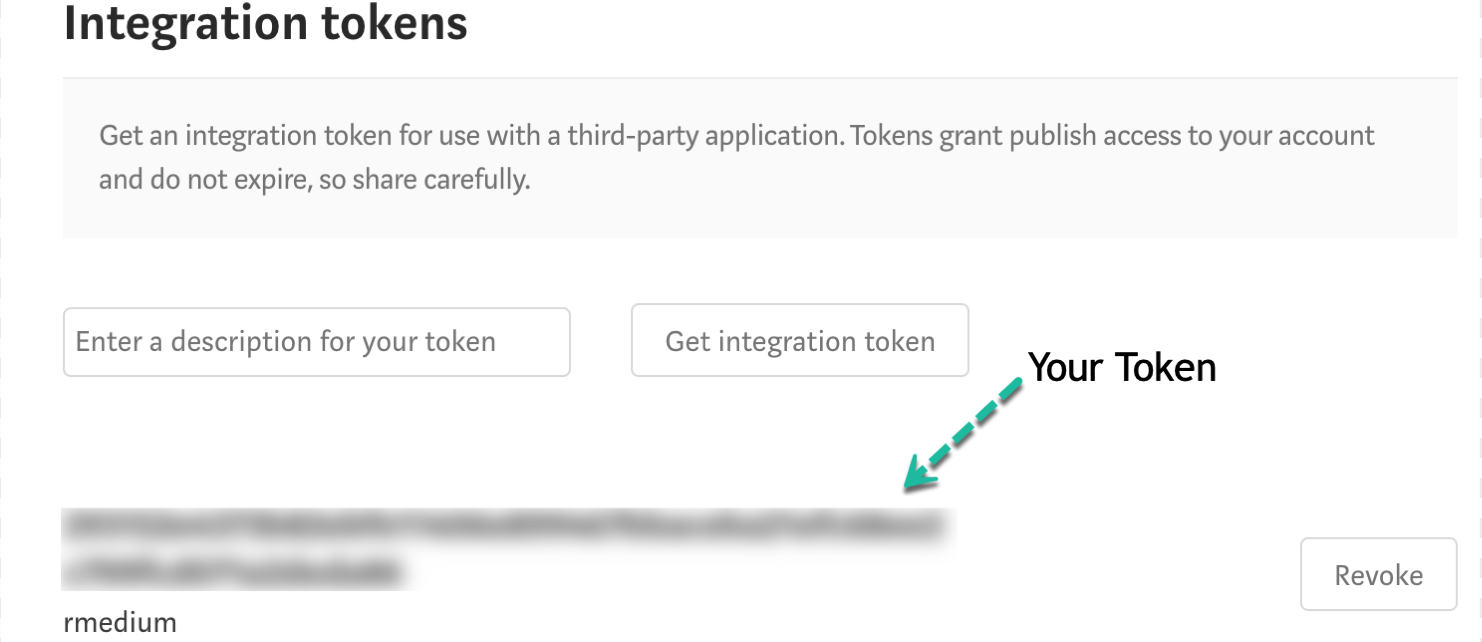 Integration tokens
Get an integration token for use with a third-party application. Tokens grant publish access to your account
and do not expire, so share carefully.
Enter a description for your token
Get integration token
Your Token
Revoke
rmedium